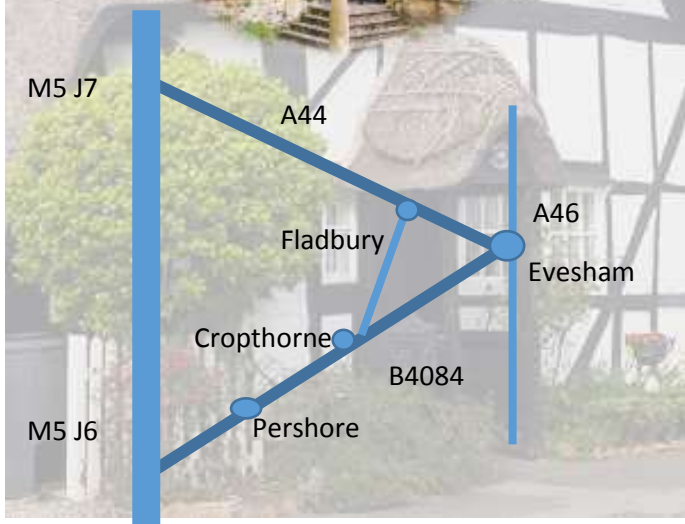 M5 J7
A44
A46
Fladbury
Evesham
Cropthorne
B4084
M5 J6
Pershore